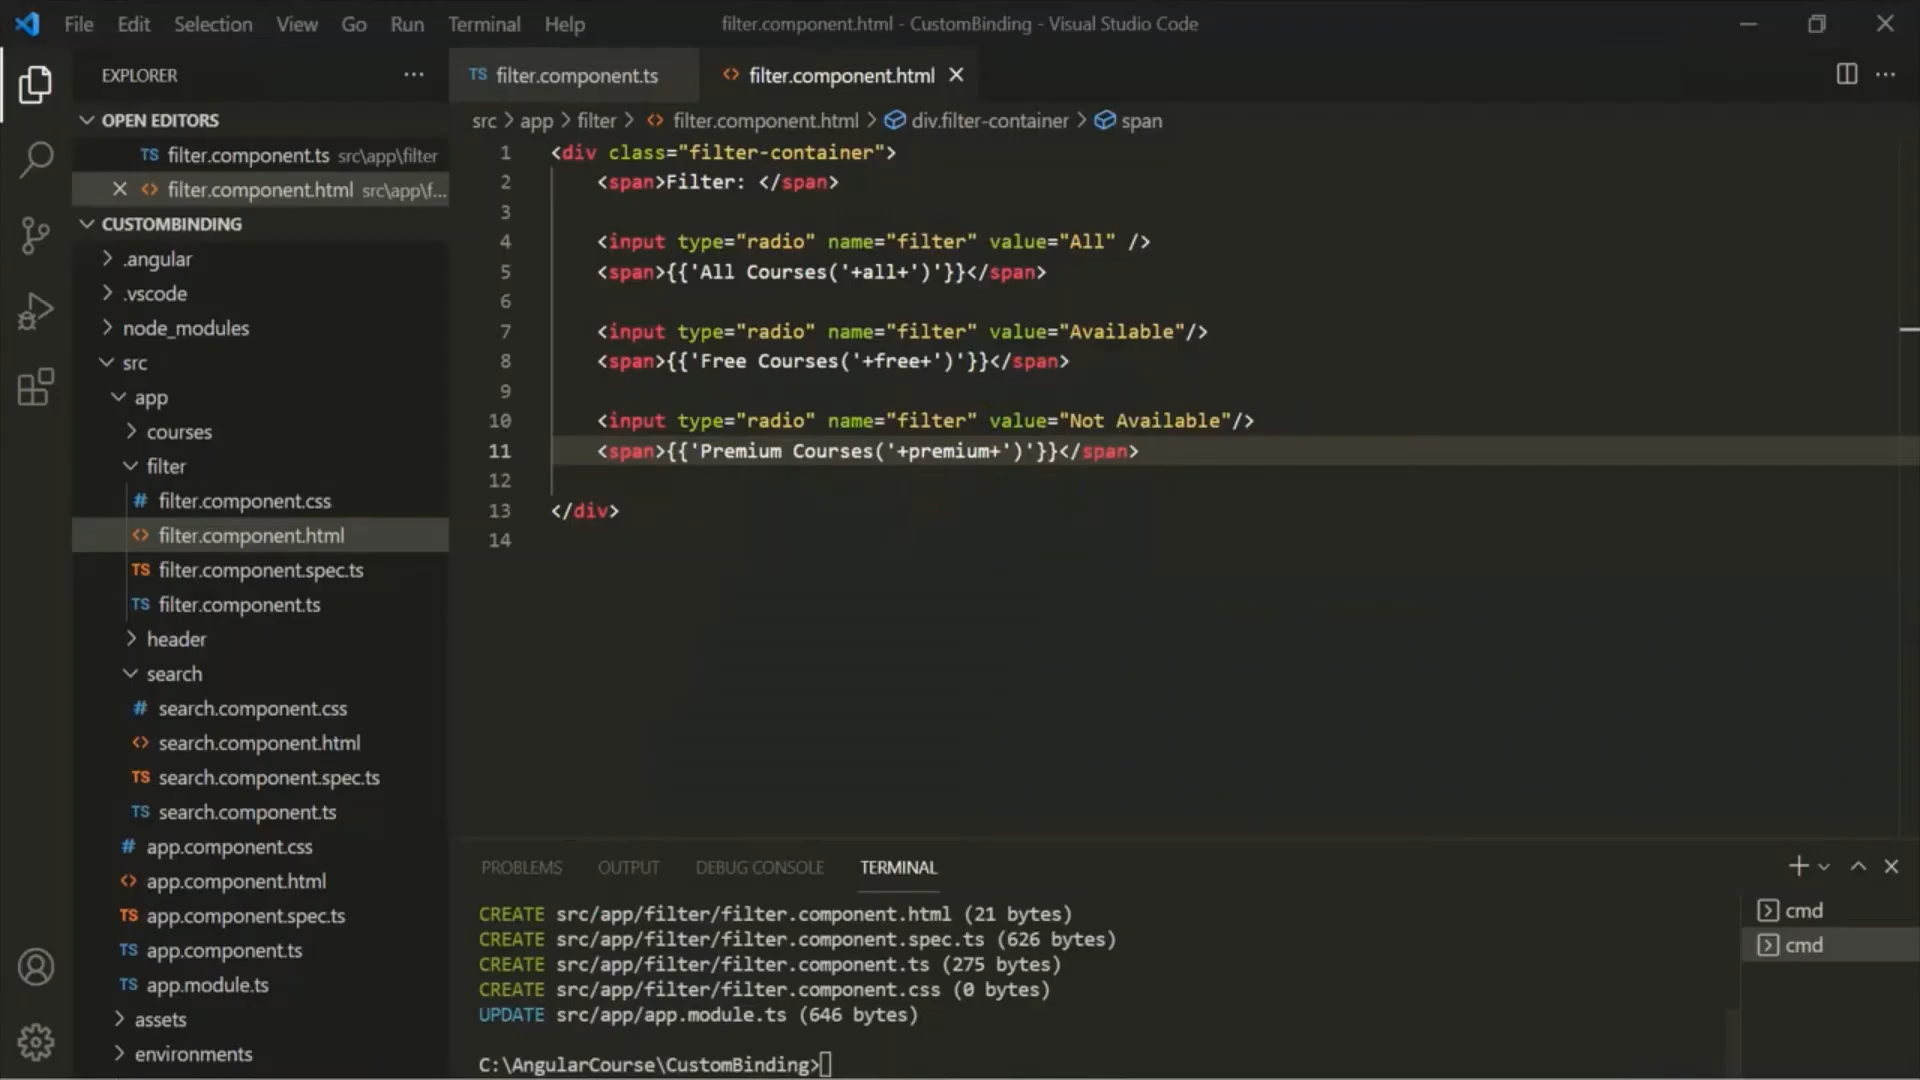 File Edit Selection View Go Run Terminal Help filter.component.html - CustomBinding - Visual Studio Code
EXPLORER
OPEN EDITORS
TS filter.component.ts src\app\filter
filter.component.html src\app\f...
CUSTOMBINDING
.angular
.vscode
node_modules
src
app
courses
filter
# filter.component.css
<> filter.component.html
TS filter.component.spec.ts
TS filter.component.ts
header
search
# search.component.css
<> search.component.html
TS search.component.spec.ts
TS search.component.ts
# app.component.css
<> app.component.html
TS app.component.spec.ts
TS app.component.ts
TS app.module.ts
assets
environments
TS filter.component.ts <> filter.component.html
src > app > filter > <> filter.component.html > div.filter-container > span
1 <div class="filter-container">
2 <span>Filter: </span>
3
4 <input type="radio" name="filter" value="All" />
5 <span>{{'All Courses('+all+')'}}</span>
6
7 <input type="radio" name="filter" value="Available"/>
8 <span>{{'Free Courses('+free+')'}}</span>
9
10 <input type="radio" name="filter" value="Not Available"/>
11 <span>{{'Premium Courses('+premium+')'}}</span>
12
13 </div>
14
PROBLEMS OUTPUT DEBUG CONSOLE TERMINAL
CREATE src/app/filter/filter.component.html (21 bytes)
CREATE src/app/filter/filter.component.spec.ts (626 bytes)
CREATE src/app/filter/filter.component.ts (275 bytes)
CREATE src/app/filter/filter.component.css (0 bytes)
UPDATE src/app/app.module.ts (646 bytes)
C:\AngularCourse\CustomBinding>
cmd
cmd